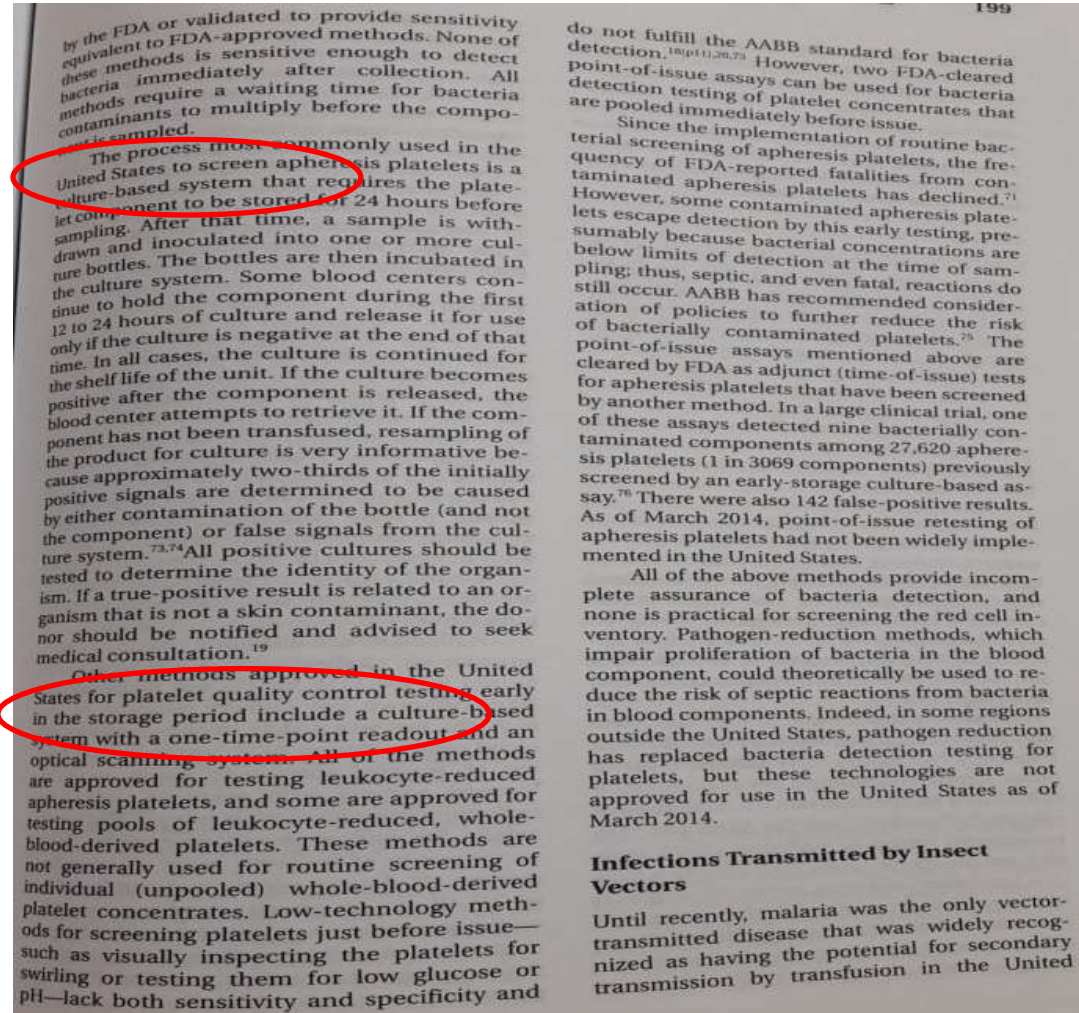 199
by the FDA or validated to provide sensitivity
equivalent to FDA-approved methods. None of
these methods is sensitive enough to detect
bacteria immediately after collection. All
methods require a waiting time for bacteria
contaminants to multiply before the compo-
nent is sampled.
The process most commonly used in the
United States to screen apheresis platelets is a
culture-based system that requires the plate-
let component to be stored for 24 hours before
sampling. After that time, a sample is with-
drawn and inoculated into one or more cul-
ture bottles. The bottles are then incubated in
the culture system. Some blood centers con-
tinue to hold the component during the first
12 to 24 hours of culture and release it for use
only if the culture is negative at the end of that
time. In all cases, the culture is continued for
the shelf life of the unit. If the culture becomes
positive after the component is released, the
blood center attempts to retrieve it. If the com-
ponent has not been transfused, resampling of
the product for culture is very informative be-
cause approximately two-thirds of the initially
positive signals are determined to be caused
by either contamination of the bottle (and not
the component) or false signals from the cul-
ture system.73,74All positive cultures should be
tested to determine the identity of the organ-
ism. If a true-positive result is related to an or-
ganism that is not a skin contaminant, the do-
nor should be notified and advised to seek
medical consultation.19
Other methods approved in the United
States for platelet quality control testing early
in the storage period include a culture-based
system with a one-time-point readout and an
optical scanning system. All of the methods
are approved for testing leukocyte-reduced
apheresis platelets, and some are approved for
testing pools of leukocyte-reduced, whole-
blood-derived platelets. These methods are
not generally used for routine screening of
individual (unpooled) whole-blood-derived
platelet concentrates. Low-technology meth-
ods for screening platelets just before issue—
such as visually inspecting the platelets for
swirling or testing them for low glucose or
pH—lack both sensitivity and specificity and
do not fulfill the AABB standard for bacteria
detection. However, two FDA-cleared
point-of-issue assays can be used for bacteria
detection testing of platelet concentrates that
are pooled immediately before issue.
Since the implementation of routine bac-
terial screening of apheresis platelets, the fre-
quency of FDA-reported fatalities from con-
taminated apheresis platelets has declined.71
However, some contaminated apheresis plate-
lets escape detection by this early testing, pre-
sumably because bacterial concentrations are
below limits of detection at the time of sam-
pling; thus, septic, and even fatal, reactions do
still occur. AABB has recommended consider-
ation of policies to further reduce the risk
of bacterially contaminated platelets.75 The
point-of-issue assays mentioned above are
cleared by FDA as adjunct (time-of-issue) tests
for apheresis platelets that have been screened
by another method. In a large clinical trial, one
of these assays detected nine bacterially con-
taminated components among 27,620 aphere-
sis platelets (1 in 3069 components) previously
screened by an early-storage culture-based as-
say.76 There were also 142 false-positive results.
As of March 2014, point-of-issue retesting of
apheresis platelets had not been widely imple-
mented in the United States.
All of the above methods provide incom-
plete assurance of bacteria detection, and
none is practical for screening the red cell in-
ventory. Pathogen-reduction methods, which
impair proliferation of bacteria in the blood
component, could theoretically be used to re-
duce the risk of septic reactions from bacteria
in blood components. Indeed, in some regions
outside the United States, pathogen reduction
has replaced bacteria detection testing for
platelets, but these technologies are not
approved for use in the United States as of
March 2014.
Infections Transmitted by Insect
Vectors
Until recently, malaria was the only vector-
transmitted disease that was widely recog-
nized as having the potential for secondary
transmission by transfusion in the United